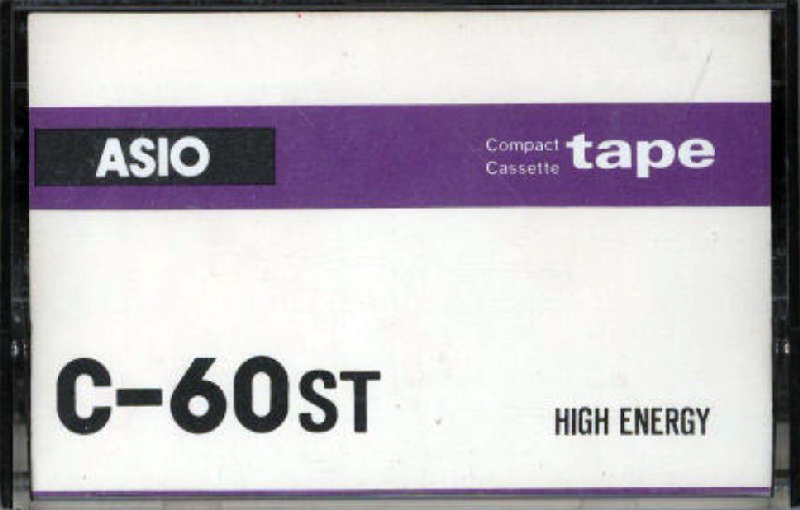 ASIO
Compact
Cassette
tape
C-60ST
HIGH ENERGY